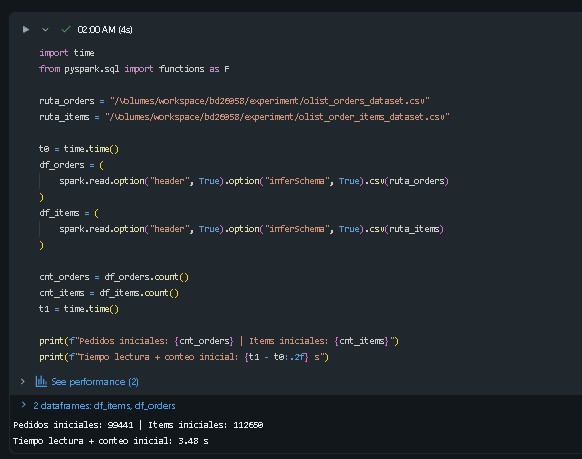 02:00 AM (4s)
import time
from pyspark.sql import functions as F
ruta_orders = "/Volumes/workspace/bd26058/experiment/olist_orders_dataset.csv"
ruta_items = "/Volumes/workspace/bd26058/experiment/olist_order_items_dataset.csv"
t0 = time.time()
df_orders = (
spark.read.option("header", True).option("inferSchema", True).csv(ruta_orders)
)
df_items = (
spark.read.option("header", True).option("inferSchema", True).csv(ruta_items)
)
cnt_orders = df_orders.count()
cnt_items = df_items.count()
t1 = time.time()
print(f"Pedidos iniciales: {cnt_orders} | Items iniciales: {cnt_items}")
print(f"Tiempo lectura + conteo inicial: {t1 - t0:.2f} s")
See performance (2)
2 dataframes: df_items, df_orders
Pedidos iniciales: 99441 | Items iniciales: 112650
Tiempo lectura + conteo inicial: 3.48 s